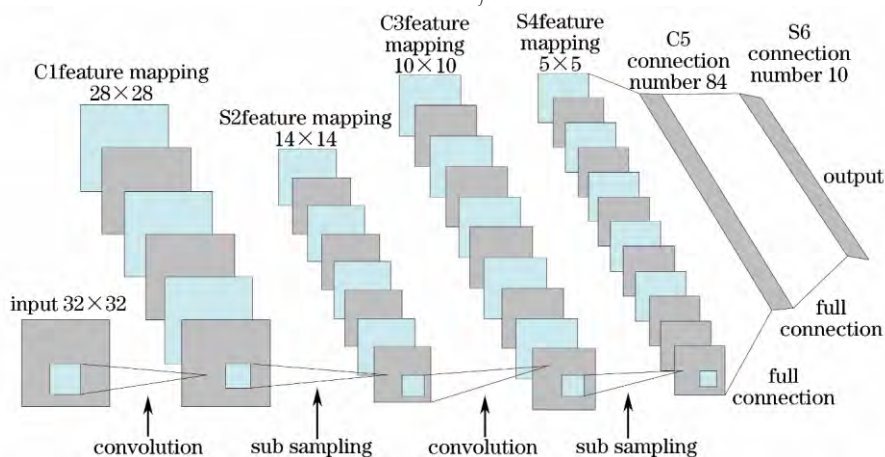 C1feature mapping
28×28
S2feature mapping
14×14
C3feature
mapping
10×10
S4feature
mapping
5×5
C5
connection
number 84
S6
connection
number 10
output
input 32×32
full
connection
full
connection
convolution
sub sampling
convolution
sub sampling